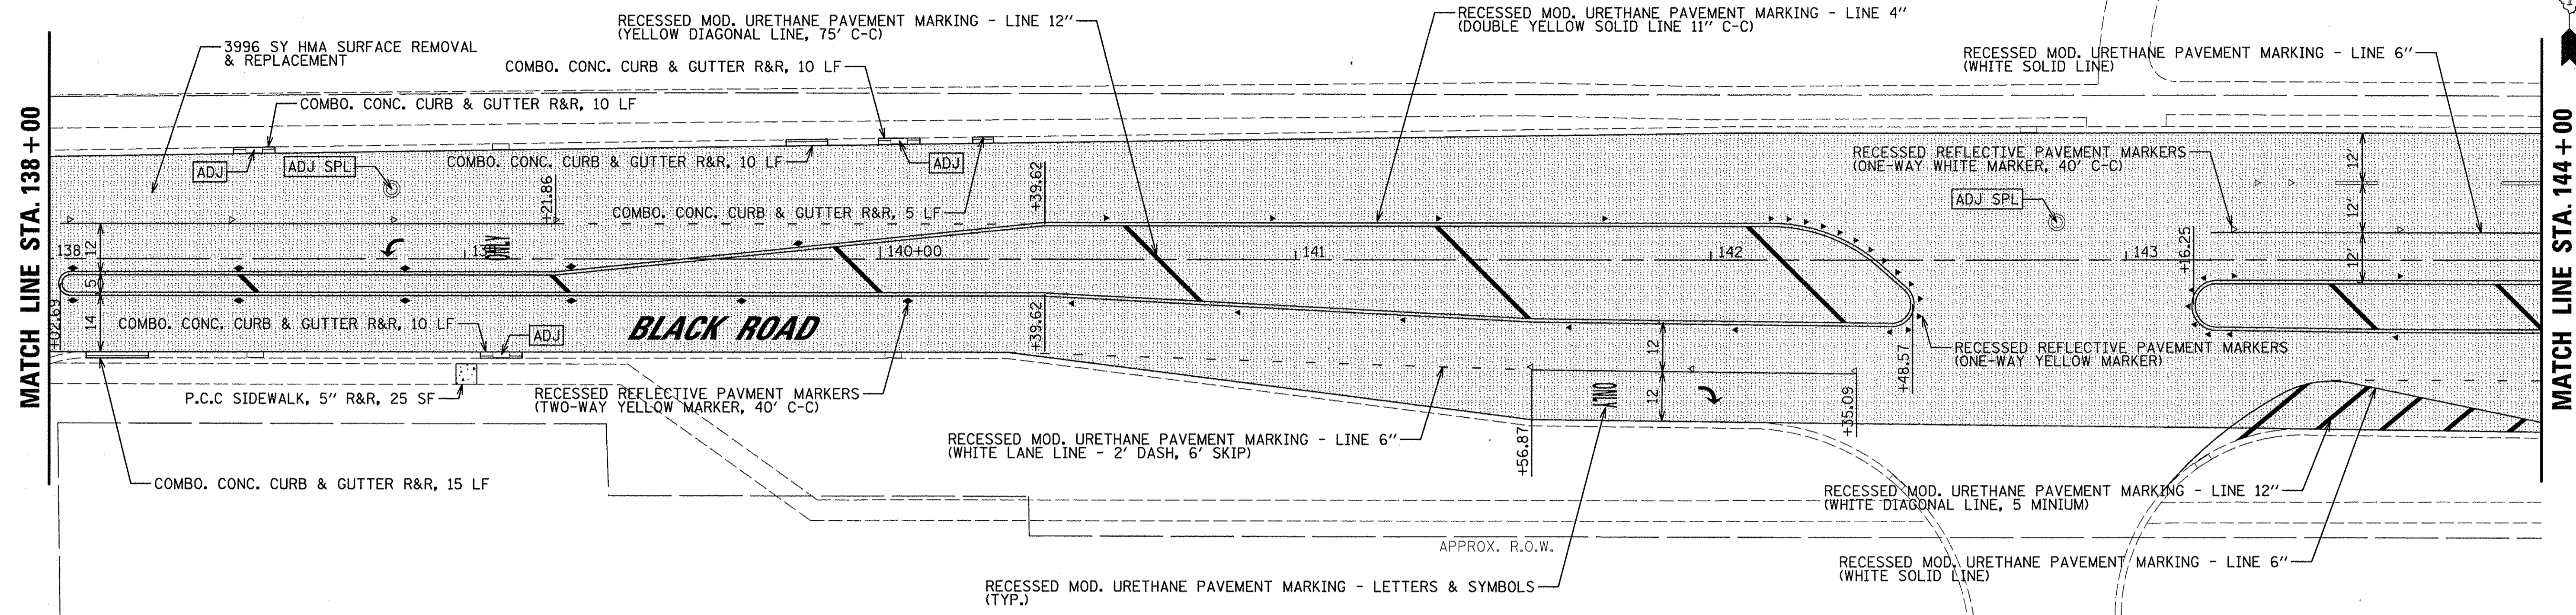 RECESSED MOD. URETHANE PAVEMENT MARKING - LINE 12"
(YELLOW DIAGONAL LINE, 75' C-C)
RECESSED MOD. URETHANE PAVEMENT MARKING - LINE 4"
(DOUBLE YELLOW SOLID LINE 11" C-C)
3996 SY HMA SURFACE REMOVAL
& REPLACEMENT
RECESSED MOD. URETHANE PAVEMENT MARKING - LINE 6"
(WHITE SOLID LINE)
COMBO. CONC. CURB & GUTTER R&R, 10 LF
COMBO. CONC. CURB & GUTTER R&R, 10 LF
MATCH LINE STA. 138+00
MATCH LINE STA. 144+00
ADJ
ADJ SPL
COMBO. CONC. CURB & GUTTER R&R, 10 LF
ADJ
RECESSED REFLECTIVE PAVEMENT MARKERS
(ONE-WAY WHITE MARKER, 40' C-C)
12'
12'
12'
+21.86
COMBO. CONC. CURB & GUTTER R&R, 5 LF
+39.62
ADJ SPL
138
12
ONLY
139
140+00
141
142
143
+16.25
5
14
+02.69
COMBO. CONC. CURB & GUTTER R&R, 10 LF
ADJ
BLACK ROAD
+39.62
12
12
+48.57
RECESSED REFLECTIVE PAVEMENT MARKERS
(ONE-WAY YELLOW MARKER)
P.C.C SIDEWALK, 5" R&R, 25 SF
RECESSED REFLECTIVE PAVMENT MARKERS
(TWO-WAY YELLOW MARKER, 40' C-C)
ONLY
+35.09
RECESSED MOD. URETHANE PAVEMENT MARKING - LINE 6"
(WHITE LANE LINE - 2' DASH, 6' SKIP)
+56.87
COMBO. CONC. CURB & GUTTER R&R, 15 LF
RECESSED MOD. URETHANE PAVEMENT MARKING - LINE 12"
(WHITE DIAGONAL LINE, 5 MINIUM)
APPROX. R.O.W.
RECESSED MOD. URETHANE PAVEMENT MARKING - LINE 6"
(WHITE SOLID LINE)
RECESSED MOD. URETHANE PAVEMENT MARKING - LETTERS & SYMBOLS
(TYP.)